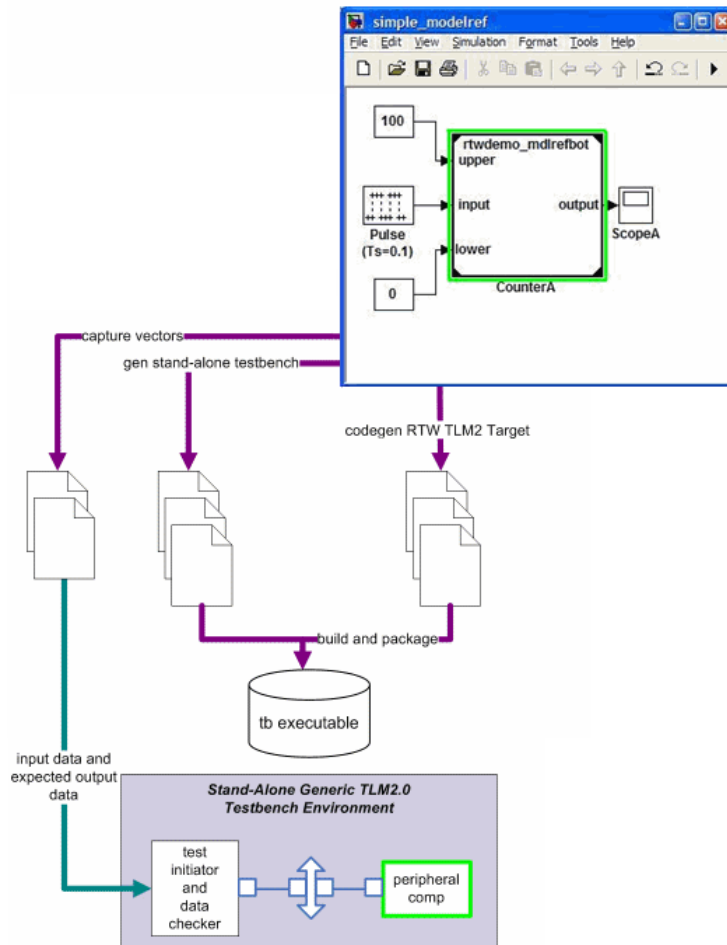 simple_modelref
File Edit View Simulation Format Tools Help
100
rtwdemo_mdlrefbot
upper
input
output
Pulse
(Ts=0.1)
ScopeA
lower
0
CounterA
capture vectors
gen stand-alone testbench
codegen RTW TLM2 Target
build and package
tb executable
input data and
expected output
data
Stand-Alone Generic TLM2.0
Testbench Environment
test
initiator
and
data
checker
peripheral
comp